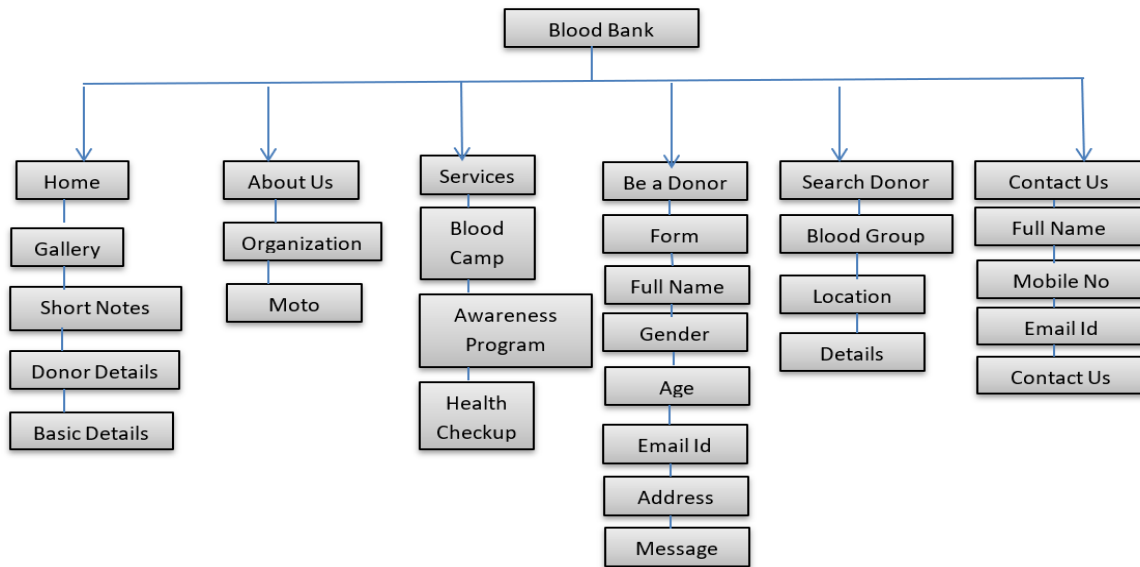 Blood Bank
Home
Gallery
Short Notes
Donor Details
Basic Details
About Us
Organization
Moto
Services
Blood
Camp
Awareness
Program
Health
Checkup
Be a Donor
Form
Full Name
Gender
Age
Email Id
Address
Message
Search Donor
Blood Group
Location
Details
Contact Us
Full Name
Mobile No
Email Id
Contact Us